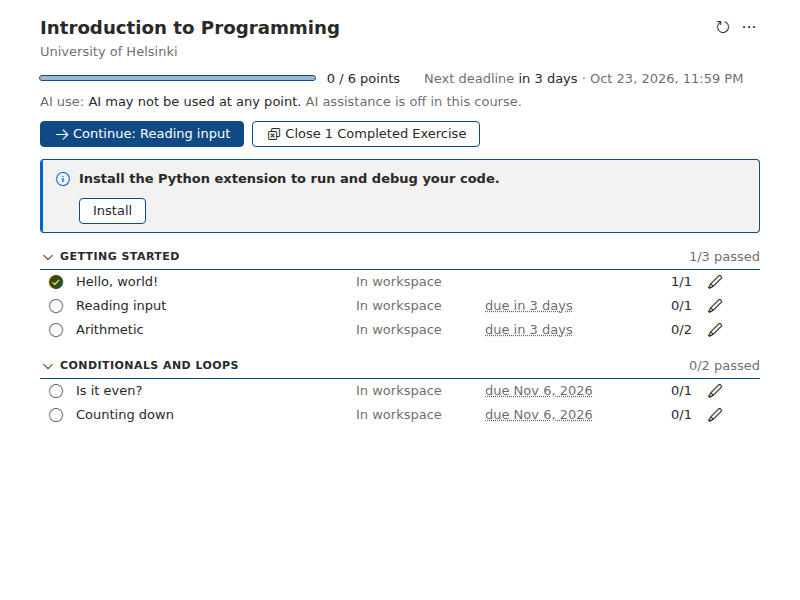 Introduction to Programming
University of Helsinki
0 / 6 points Next deadline in 3 days · Oct 23, 2026, 11:59 PM
AI use: AI may not be used at any point. AI assistance is off in this course.
Continue: Reading input Close 1 Completed Exercise
Install the Python extension to run and debug your code.
Install
GETTING STARTED 1/3 passed
Hello, world! In workspace 1/1
Reading input In workspace due in 3 days 0/1
Arithmetic In workspace due in 3 days 0/2
CONDITIONALS AND LOOPS 0/2 passed
Is it even? In workspace due Nov 6, 2026 0/1
Counting down In workspace due Nov 6, 2026 0/1